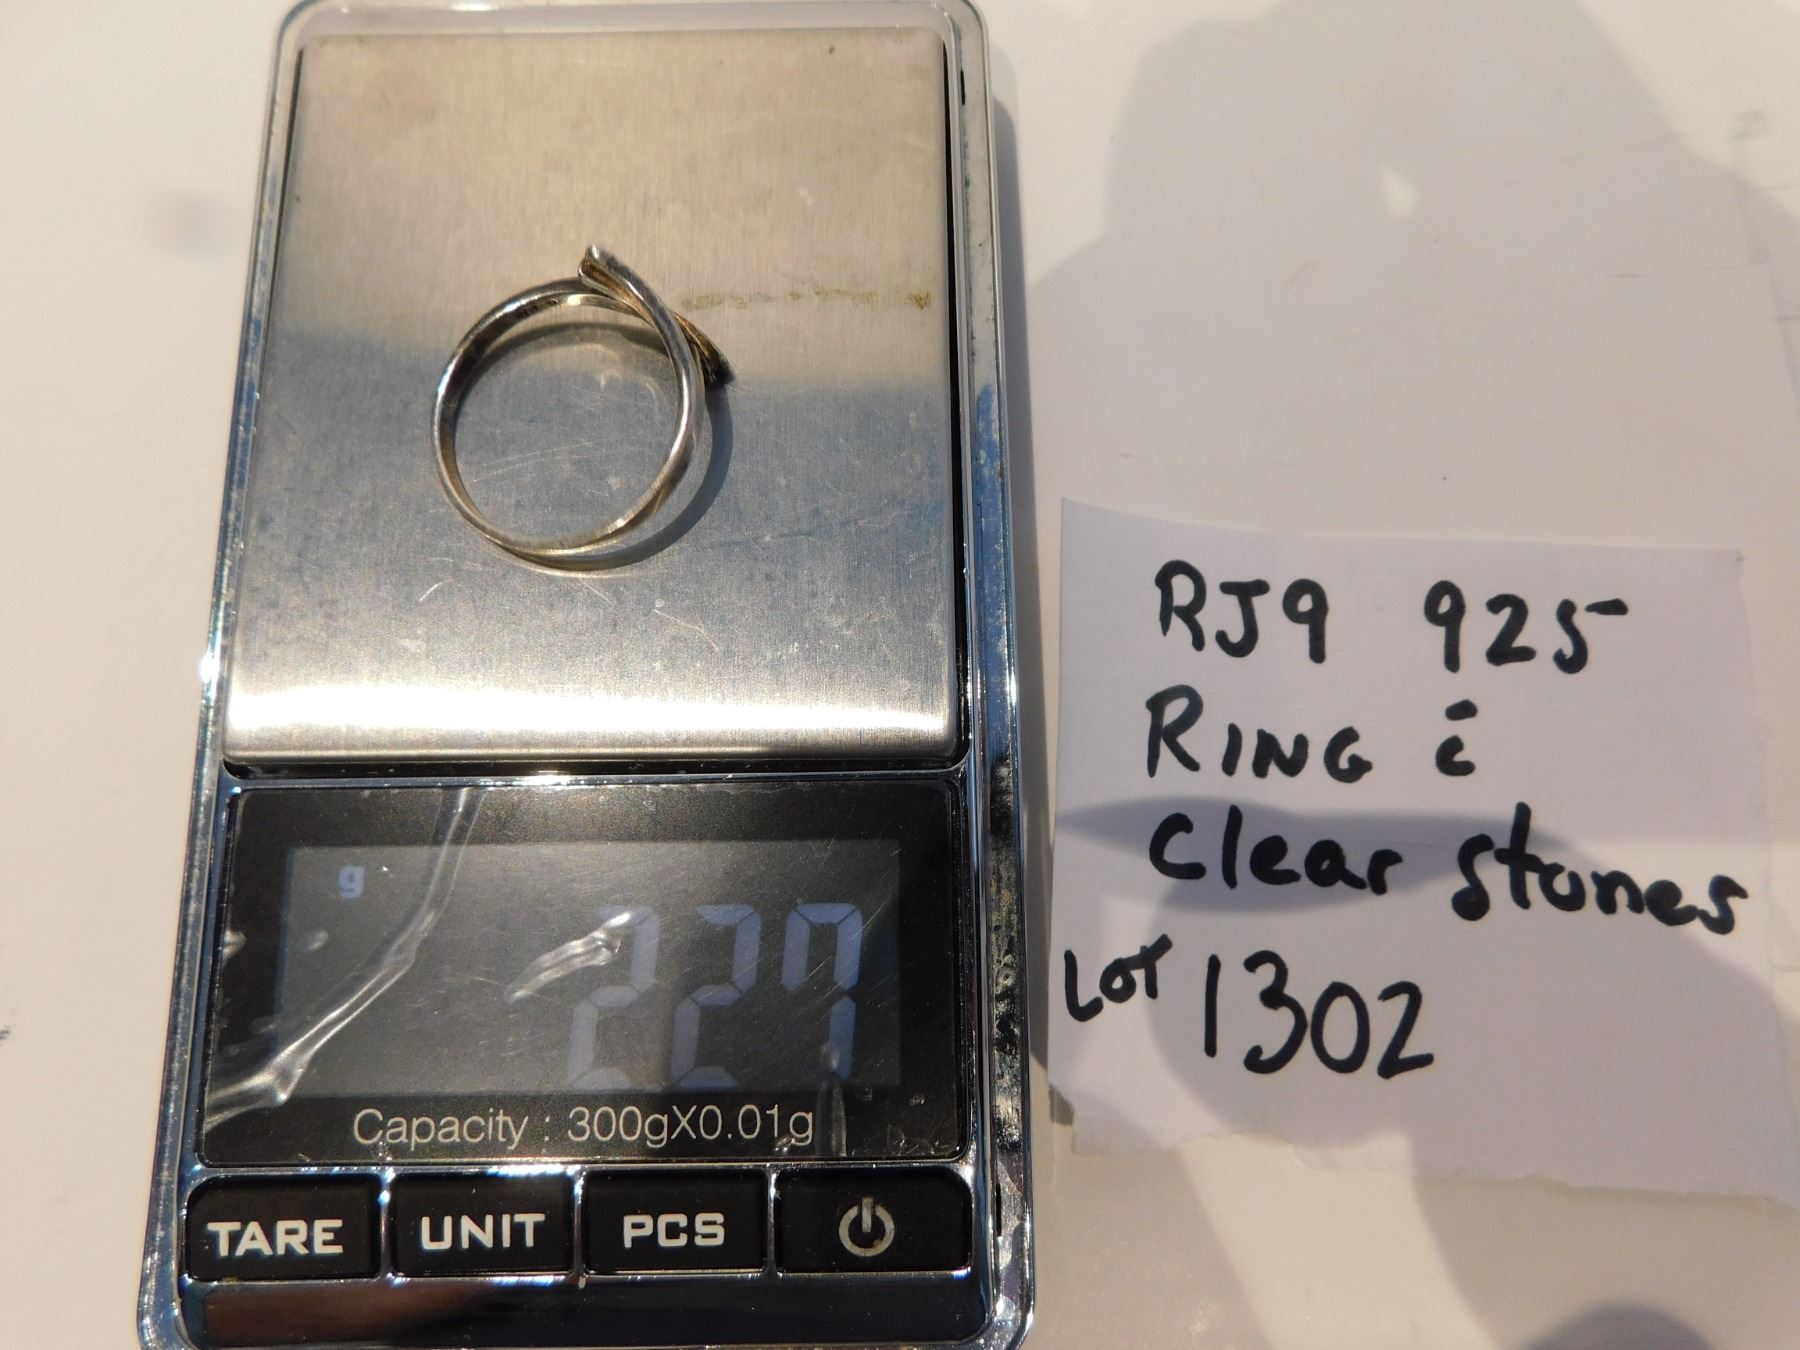 g
2.27
Capacity : 300gX0.01g
TARE UNIT PCS
RJ9 925
RING c̄
clear stones
Lot 1302